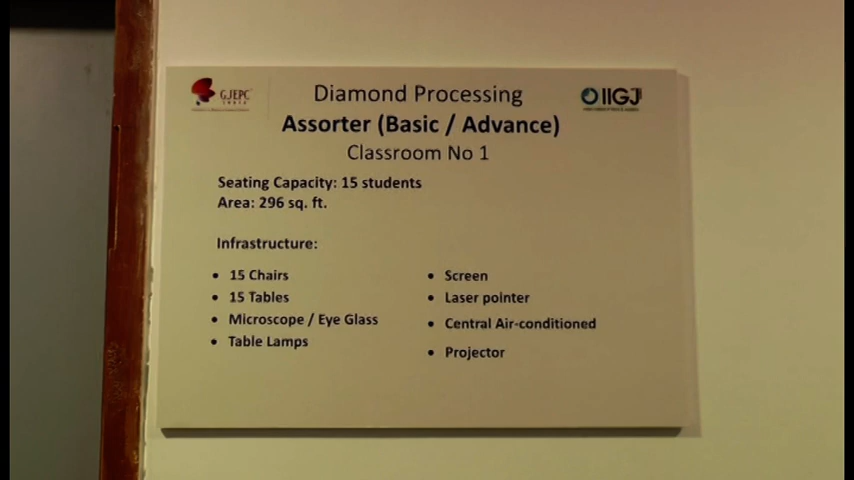 GJEPC
INDIA
Diamond Processing
IIGJ
Assorter (Basic / Advance)
Classroom No 1
Seating Capacity: 15 students
Area: 296 sq. ft.
Infrastructure:
• 15 Chairs
• 15 Tables
• Microscope / Eye Glass
• Table Lamps
• Screen
• Laser pointer
• Central Air-conditioned
• Projector